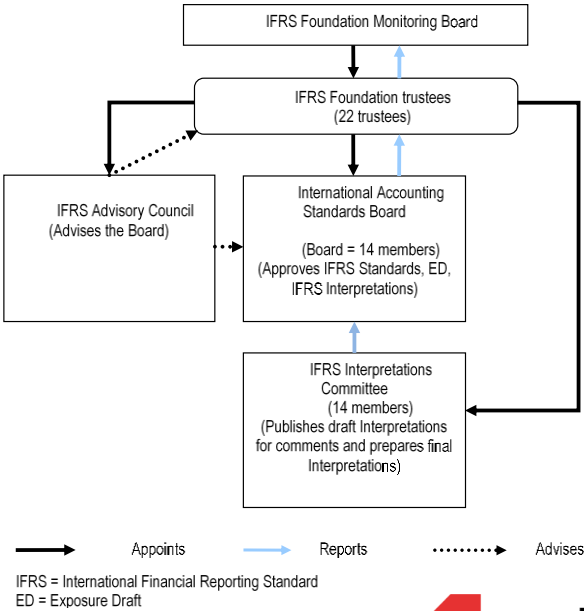 IFRS Foundation Monitoring Board
IFRS Foundation trustees
(22 trustees)
IFRS Advisory Council
(Advises the Board)
International Accounting
Standards Board
(Board = 14 members)
(Approves IFRS Standards, ED,
IFRS Interpretations)
IFRS Interpretations
Committee
(14 members)
(Publishes draft Interpretations
for comments and prepares final
Interpretations)
Appoints
Reports
Advises
IFRS = International Financial Reporting Standard
ED = Exposure Draft